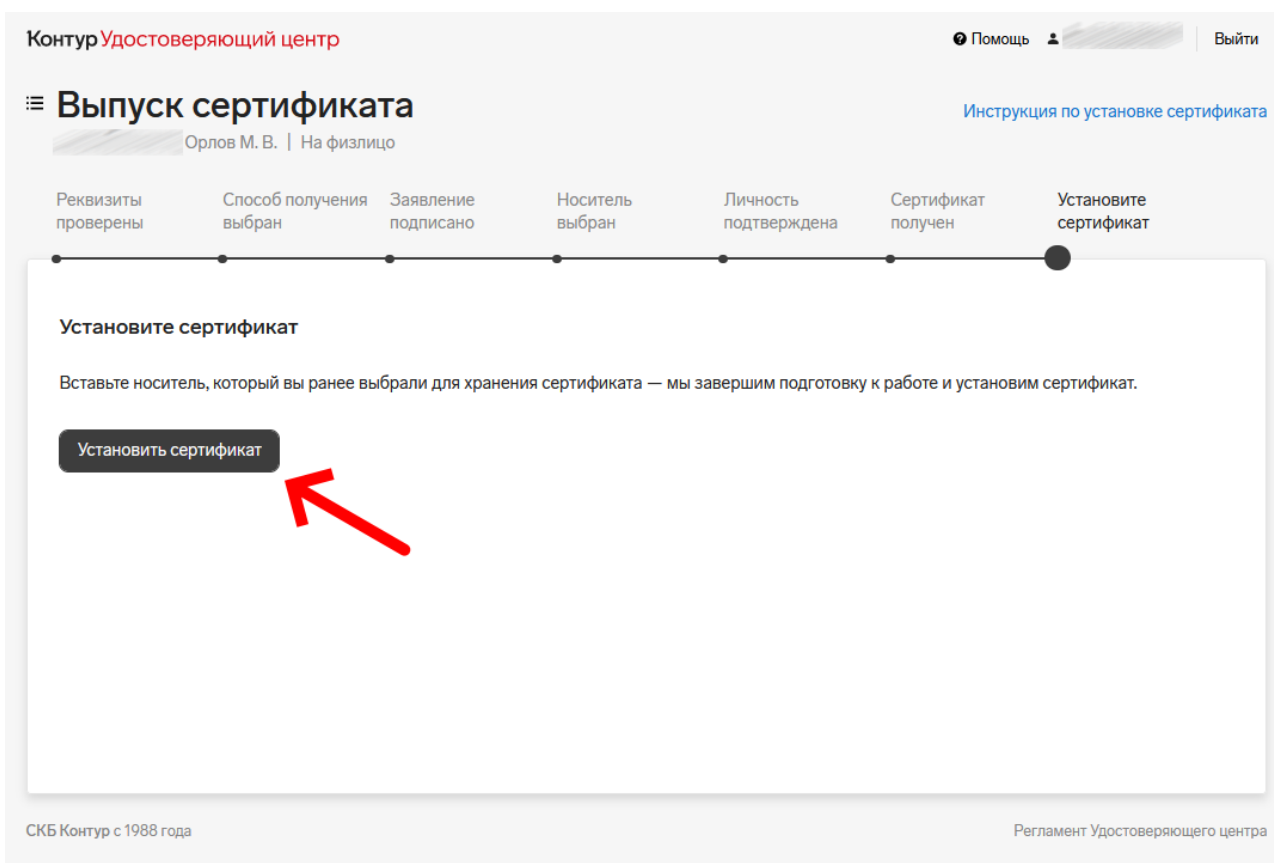 Контур Удостоверяющий центр
Помощь
Выйти
Выпуск сертификата
Инструкция по установке сертификата
Орлов М. В. | На физлицо
Реквизиты проверены
Способ получения выбран
Заявление подписано
Носитель выбран
Личность подтверждена
Сертификат получен
Установите сертификат
Установите сертификат
Вставьте носитель, который вы ранее выбрали для хранения сертификата — мы завершим подготовку к работе и установим сертификат.
Установить сертификат
СКБ Контур с 1988 года
Регламент Удостоверяющего центра